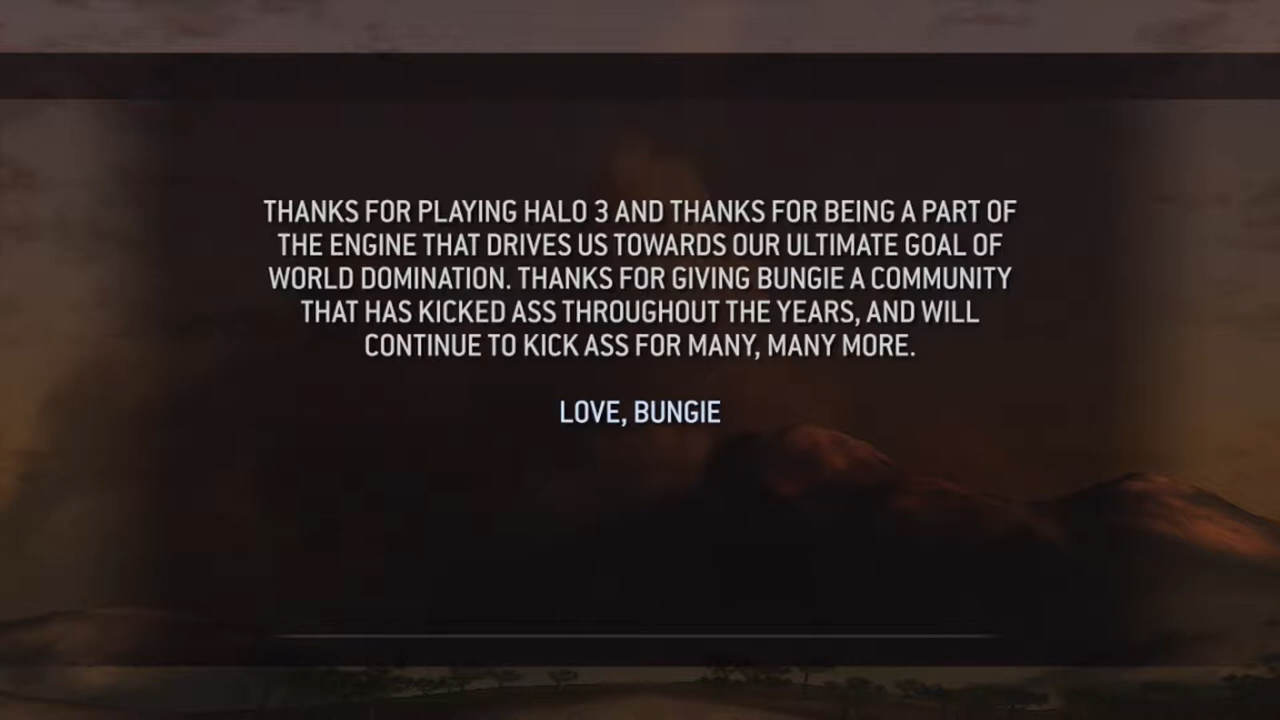 THANKS FOR PLAYING HALO 3 AND THANKS FOR BEING A PART OF
THE ENGINE THAT DRIVES US TOWARDS OUR ULTIMATE GOAL OF
WORLD DOMINATION. THANKS FOR GIVING BUNGIE A COMMUNITY
THAT HAS KICKED ASS THROUGHOUT THE YEARS, AND WILL
CONTINUE TO KICK ASS FOR MANY, MANY MORE.
LOVE, BUNGIE